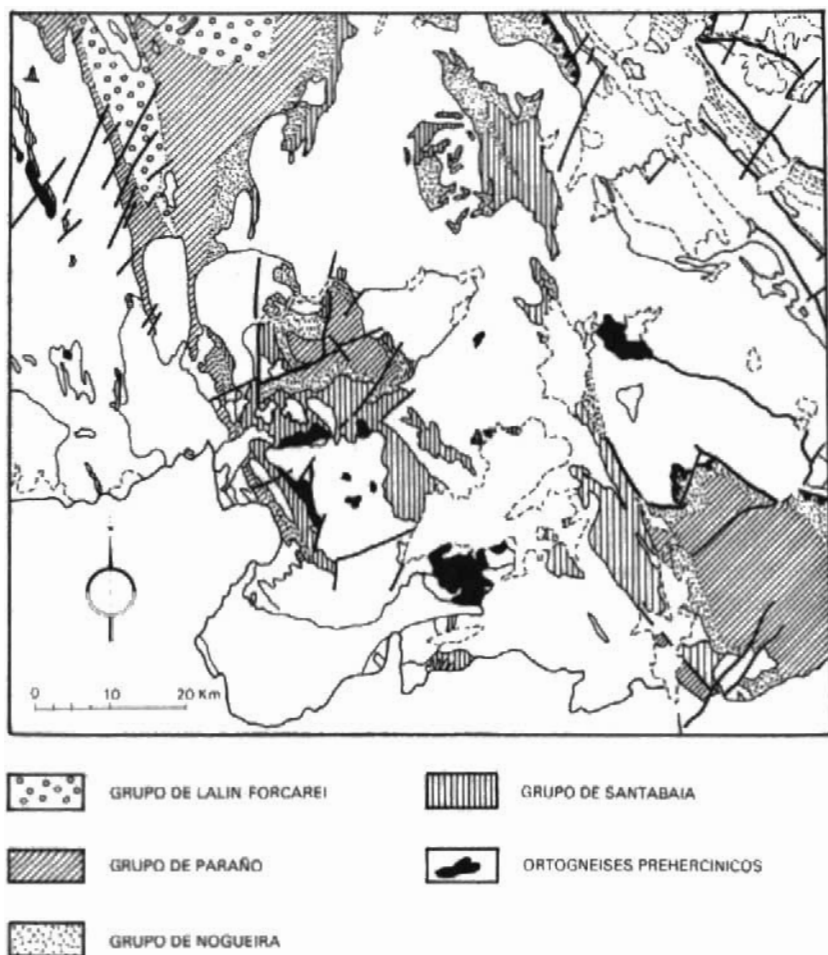 0 10 20 Km
GRUPO DE LALIN FORCAREI
GRUPO DE SANTABAIA
GRUPO DE PARAÑO
ORTOGNEISES PREHERCINICOS
GRUPO DE NOGUEIRA